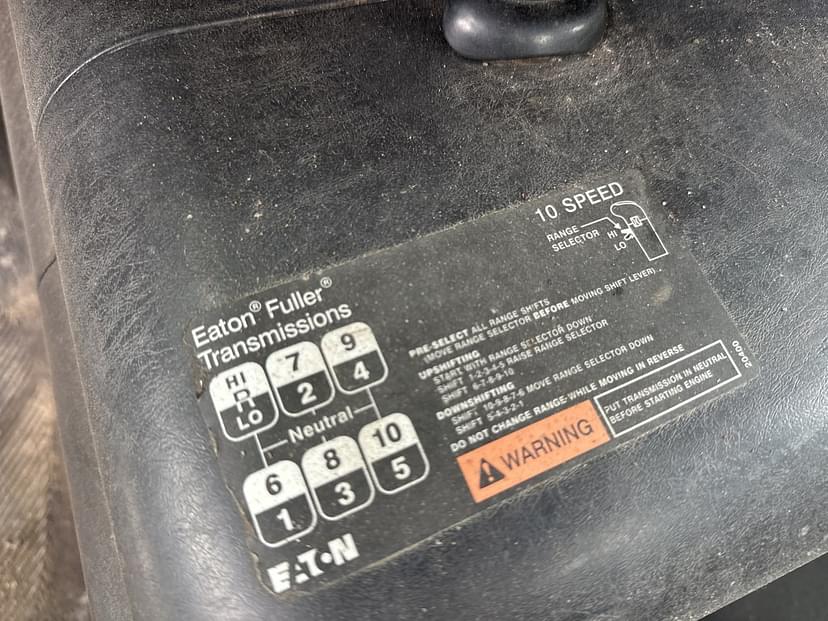 Eaton® Fuller®
Transmissions
HI
R
LO
7
2
9
4
Neutral
6
1
8
3
10
5
EATON
10 SPEED
RANGE
SELECTOR
HI
LO
PRE-SELECT ALL RANGE SHIFTS
(MOVE RANGE SELECTOR BEFORE MOVING SHIFT LEVER).
UPSHIFTING
START WITH RANGE SELECTOR DOWN
SHIFT 1-2-3-4-5 RAISE RANGE SELECTOR
SHIFT 6-7-8-9-10
DOWNSHIFTING
SHIFT 10-9-8-7-6 MOVE RANGE SELECTOR DOWN
SHIFT 5-4-3-2-1
DO NOT CHANGE RANGE WHILE MOVING IN REVERSE
WARNING
PUT TRANSMISSION IN NEUTRAL
BEFORE STARTING ENGINE
20400